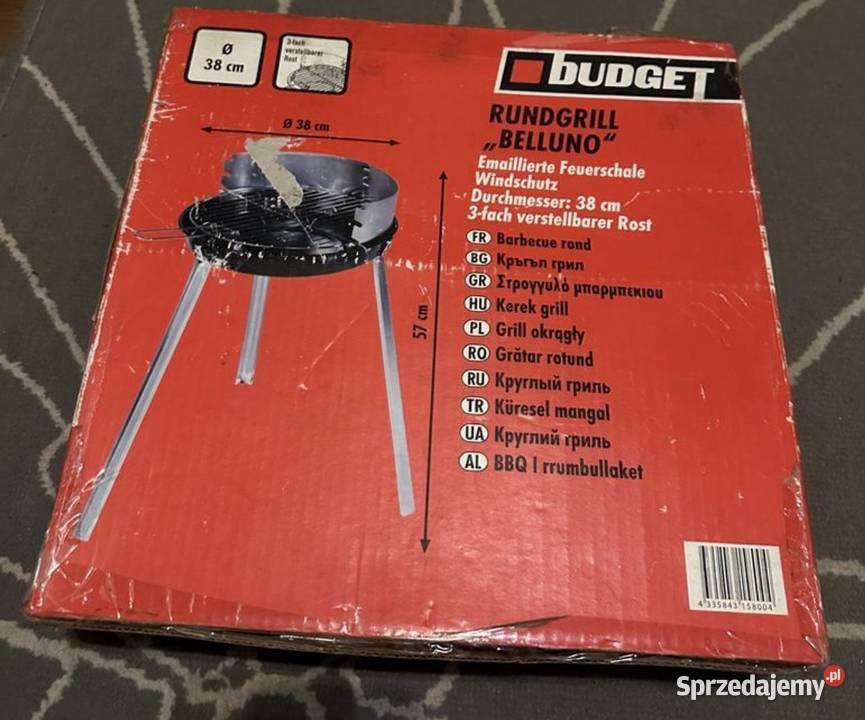 Ø
38 cm
3-fach
verstellbarer
Rost
BUDGET
Ø 38 cm
RUNDGRILL
„BELLUNO“
Emaillierte Feuerschale
Windschutz
Durchmesser: 38 cm
3-fach verstellbarer Rost
FR Barbecue rond
BG Кръгъл грил
GR Στρογγυλό μπαρμπεκιου
HU Kerek grill
PL Grill okrągły
RO Grătar rotund
RU Круглый гриль
TR Küresel mangal
UA Круглий гриль
AL BBQ I rrumbullaket
57 cm
4 335843 158004
Sprzedajemy.pl